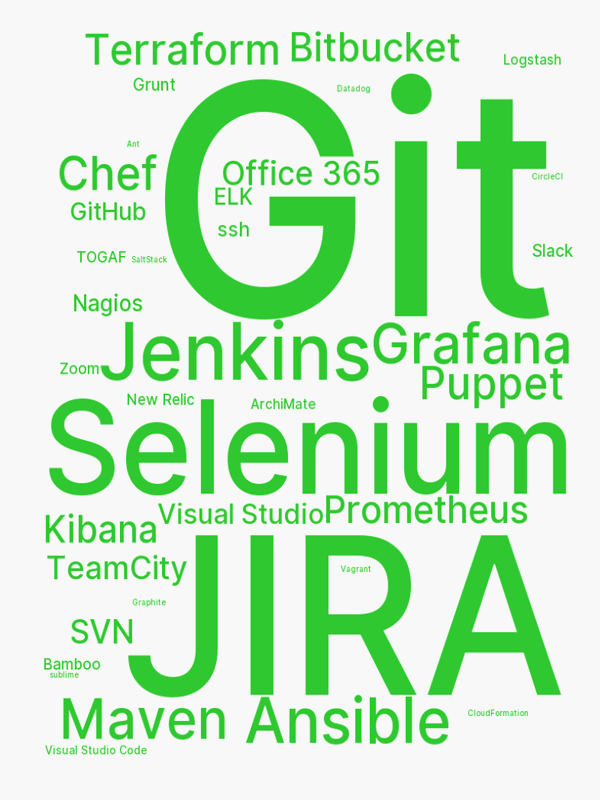 Terraform Bitbucket
Logstash
Grunt
Datadog
Git
Ant
Chef
Office 365
CircleCI
ELK
GitHub
ssh
Slack
TOGAF SaltStack
Nagios
Jenkins
Grafana
Zoom
Puppet
New Relic
ArchiMate
Selenium
Visual Studio
Prometheus
Kibana
TeamCity
JIRA
Vagrant
Graphite
SVN
Bamboo
sublime
Maven Ansible
CloudFormation
Visual Studio Code